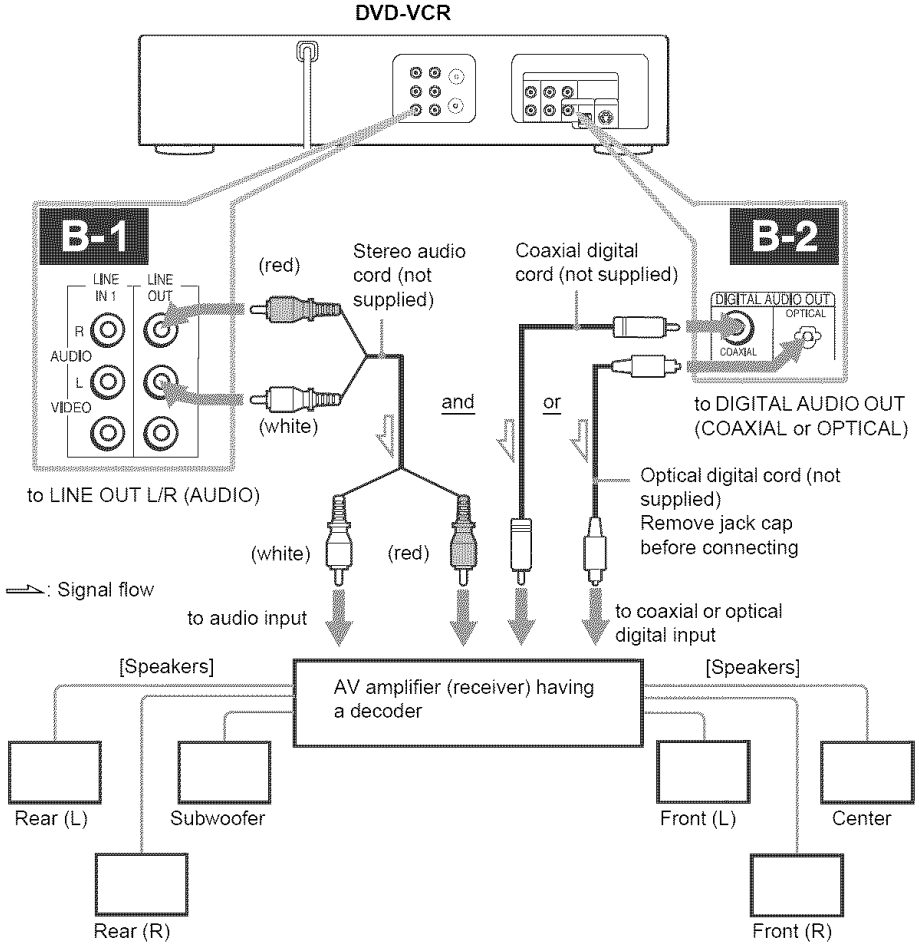 DVD-VCR
B-1
B-2
LINE IN 1
LINE OUT
R
AUDIO
L
VIDEO
(red)
Stereo audio
cord (not
supplied)
Coaxial digital
cord (not supplied)
DIGITAL AUDIO OUT
OPTICAL
COAXIAL
(white)
and
or
to DIGITAL AUDIO OUT
(COAXIAL or OPTICAL)
to LINE OUT L/R (AUDIO)
Optical digital cord (not
supplied)
Remove jack cap
before connecting
(white)
(red)
: Signal flow
to audio input
to coaxial or optical
digital input
[Speakers]
[Speakers]
AV amplifier (receiver) having
a decoder
Rear (L)
Subwoofer
Front (L)
Center
Rear (R)
Front (R)